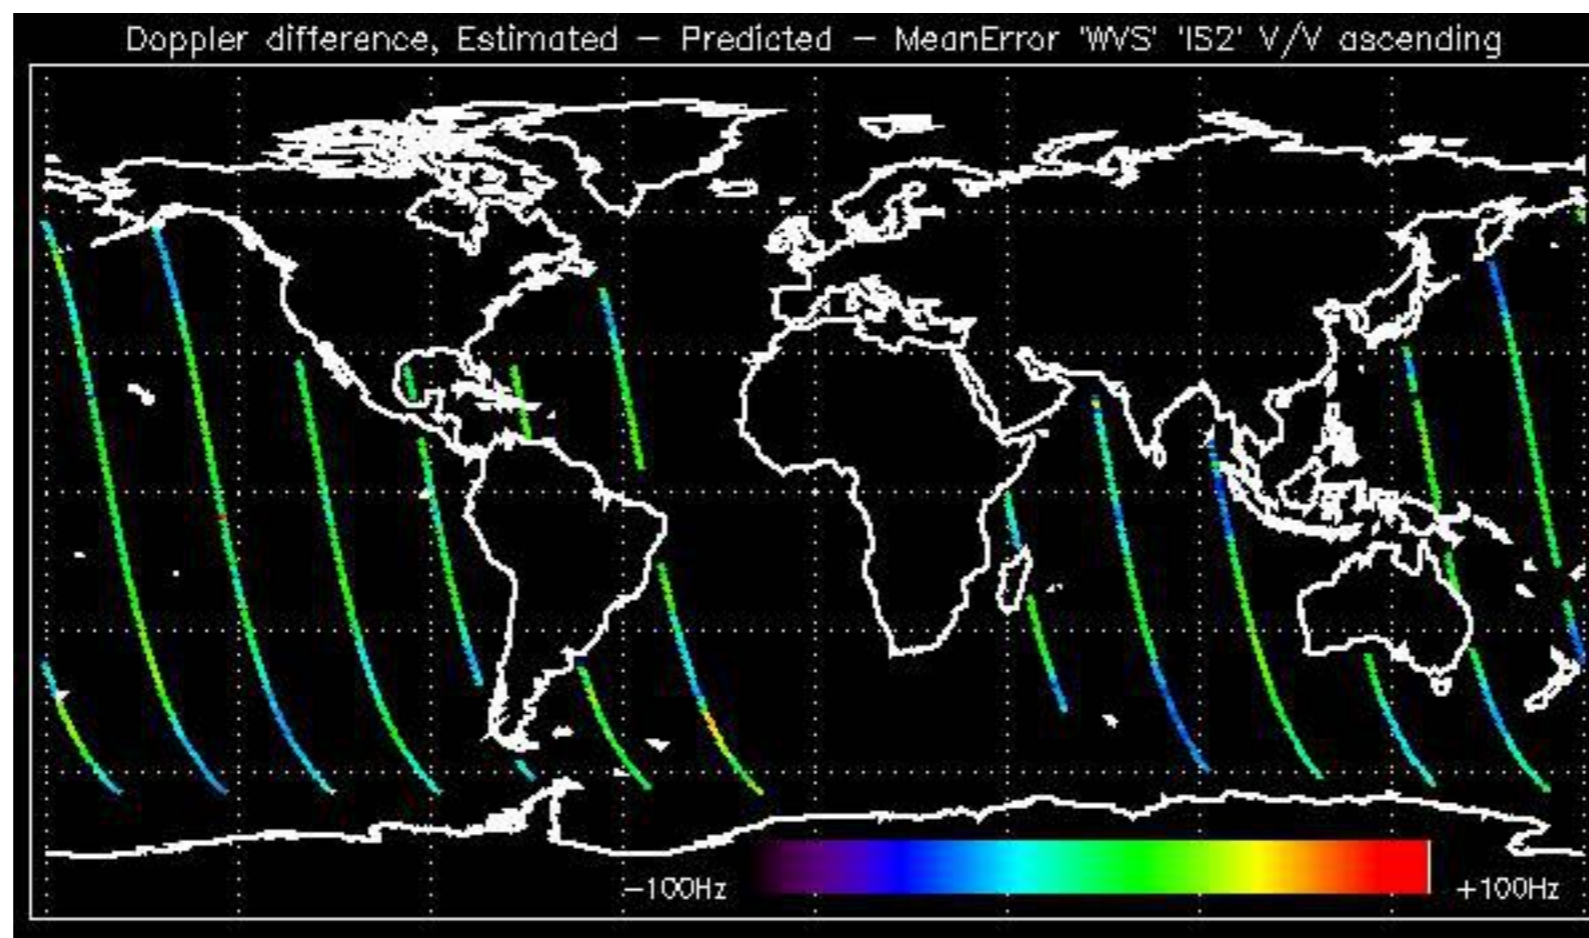 Doppler difference, Estimated – Predicted – MeanError 'WVS' 'IS2' V/V ascending
–100Hz
+100Hz